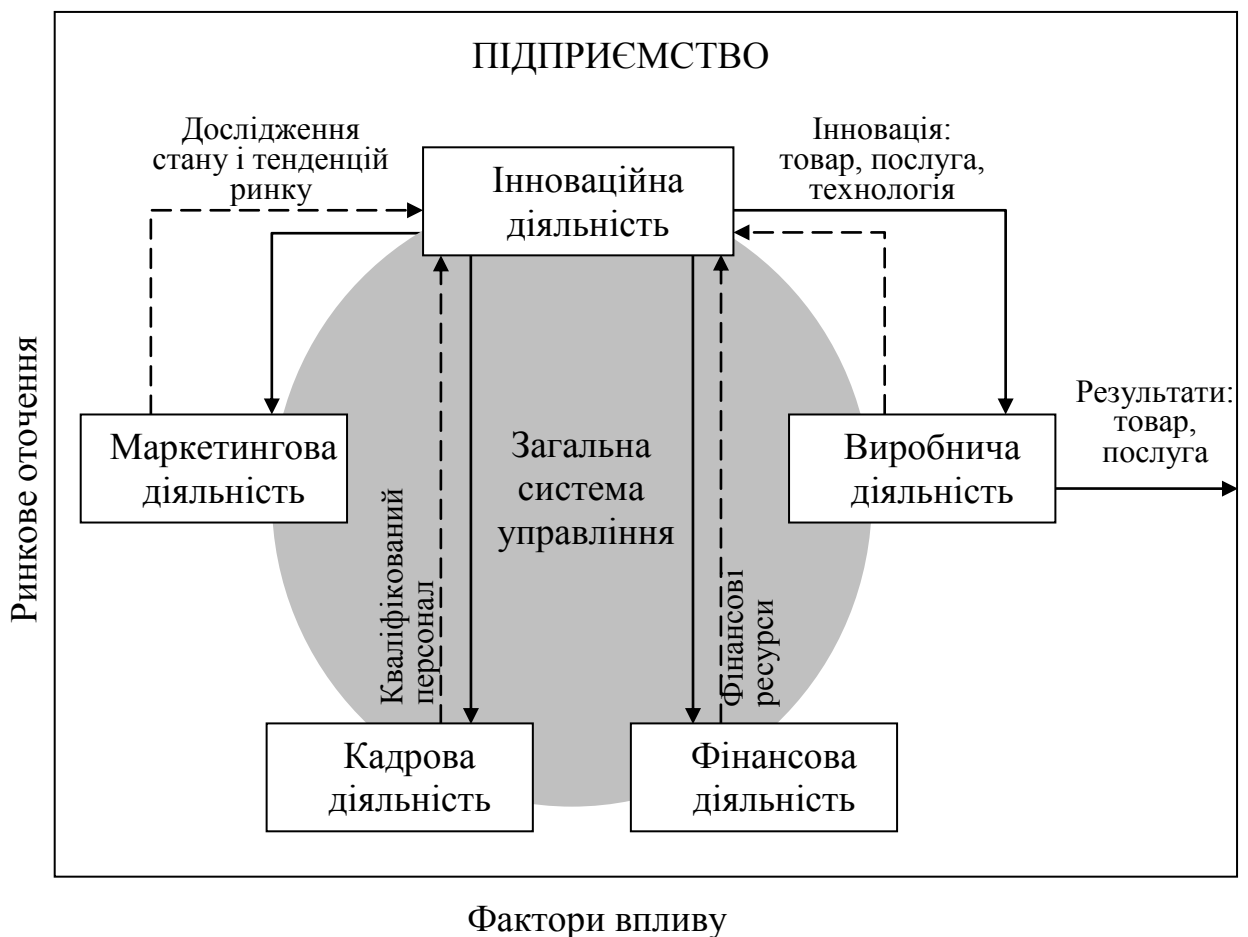 ПІДПРИЄМСТВО
Дослідження
стану і тенденцій
ринку
Інноваційна
діяльність
Інновація:
товар, послуга,
технологія
Ринкове оточення
Маркетингова
діяльність
Загальна
система
управління
Виробнича
діяльність
Результати:
товар,
послуга
Кваліфікований
персонал
Фінансові
ресурси
Кадрова
діяльність
Фінансова
діяльність
Фактори впливу